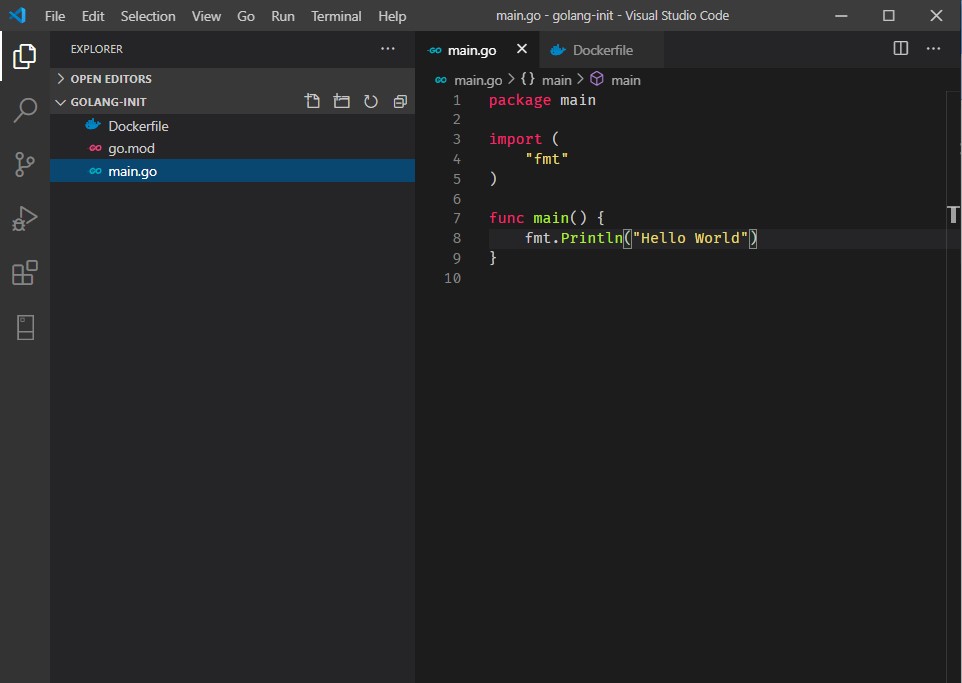 File Edit Selection View Go Run Terminal Help main.go - golang-init - Visual Studio Code
EXPLORER
OPEN EDITORS
GOLANG-INIT
Dockerfile
go.mod
main.go
main.go Dockerfile
main.go > {} main > main
1 package main
2
3 import (
4 "fmt"
5 )
6
7 func main() {
8 fmt.Println("Hello World")
9 }
10